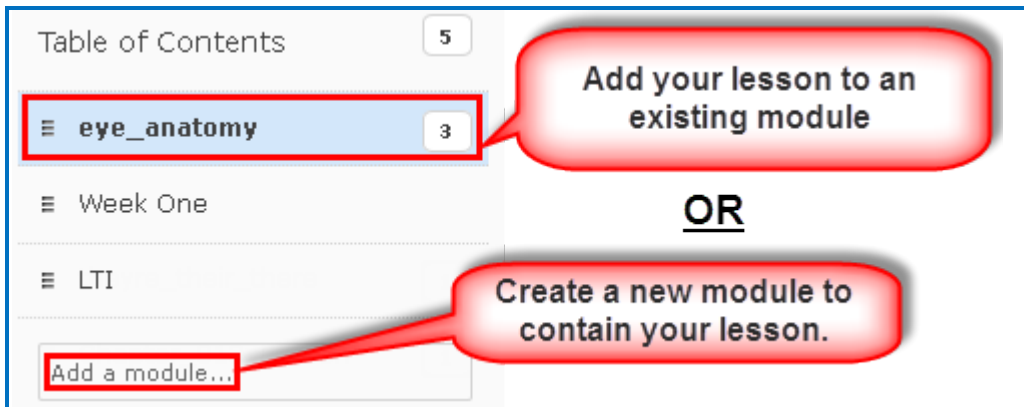 Table of Contents 5
Add your lesson to an
existing module
eye_anatomy 3
Week One
OR
LTI
Create a new module to
contain your lesson.
Add a module...